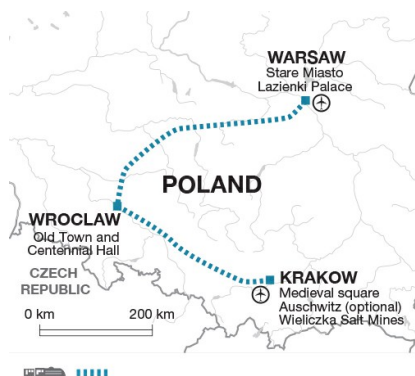 WARSAW
Stare Miasto
Lazienki Palace
POLAND
WROCLAW
Old Town and
Centennial Hall
CZECH
REPUBLIC
KRAKOW
Medieval square
Auschwitz (optional)
Wieliczka Salt Mines
0 km 200 km